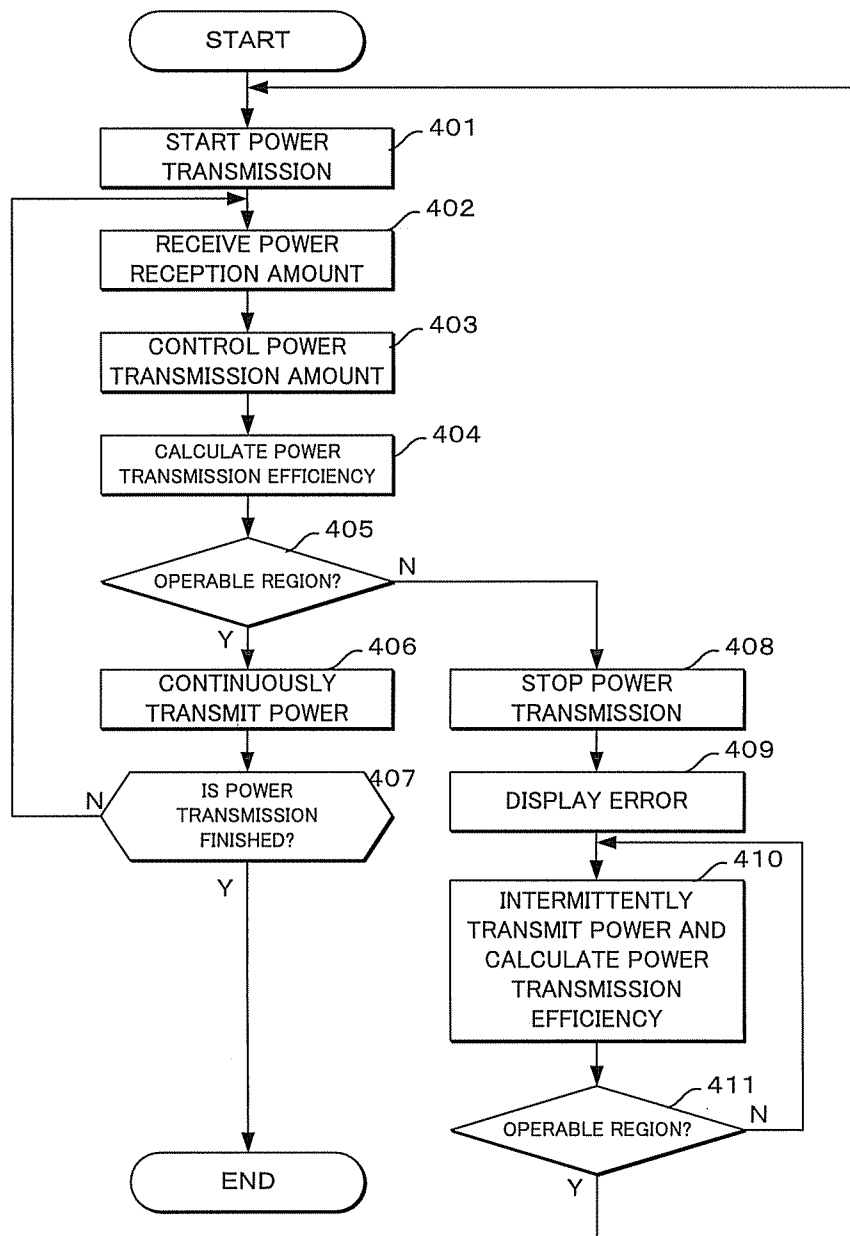 START
401
START POWER
TRANSMISSION
402
RECEIVE POWER
RECEPTION AMOUNT
403
CONTROL POWER
TRANSMISSION AMOUNT
404
CALCULATE POWER
TRANSMISSION EFFICIENCY
405
OPERABLE REGION?
N
Y
406
CONTINUOUSLY
TRANSMIT POWER
407
IS POWER
TRANSMISSION
FINISHED?
N
Y
END
408
STOP POWER
TRANSMISSION
409
DISPLAY ERROR
410
INTERMITTENTLY
TRANSMIT POWER AND
CALCULATE POWER
TRANSMISSION
EFFICIENCY
411
OPERABLE REGION?
N
Y